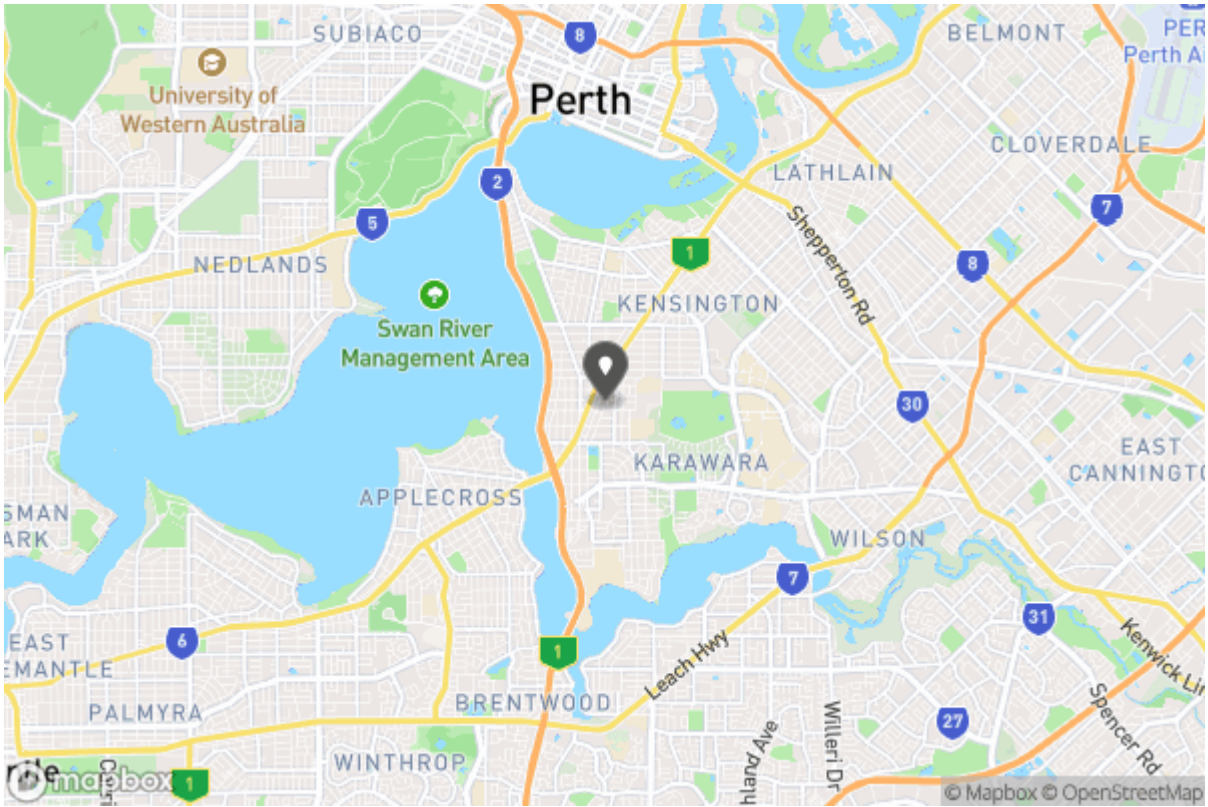 SUBIACO
8
BELMONT
PER
Perth Ai
University of
Western Australia
Perth
CLOVERDALE
LATHLAIN
2
7
5
Shepperton Rd
NEDLANDS
1
8
KENSINGTON
Swan River
Management Area
30
EAST
CANNINGTO
KARAWARA
APPLECROSS
SMAN
ARK
WILSON
7
31
6
EAST
EMANTLE
1
Leach Hwy
Kenwick Lin
BRENTWOOD
PALMYRA
27
Spencer Rd
Willeri Dr
hland Ave
WINTHROP
mapbox
1
© Mapbox © OpenStreetMap